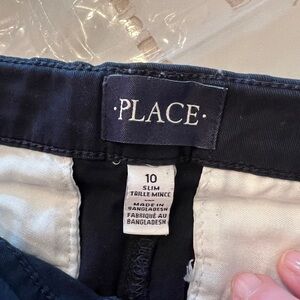 ·PLACE·
10
SLIM
TAILLE MINCE
MADE IN
BANGLADESH
FABRIQUÉ AU
BANGLADESH